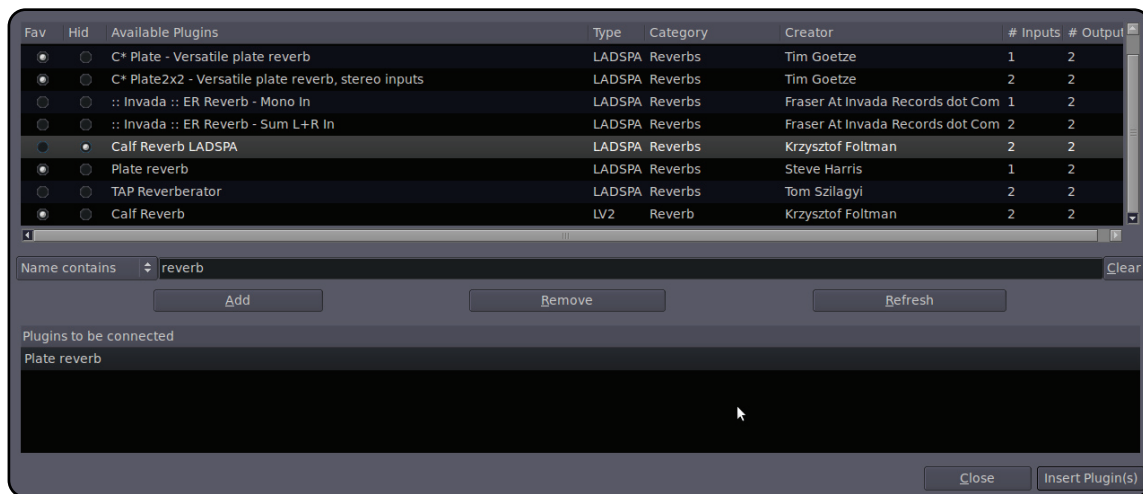 Fav Hid Available Plugins Type Category Creator # Inputs # Output
C* Plate - Versatile plate reverb LADSPA Reverbs Tim Goetze 1 2
C* Plate2x2 - Versatile plate reverb, stereo inputs LADSPA Reverbs Tim Goetze 2 2
:: Invada :: ER Reverb - Mono In LADSPA Reverbs Fraser At Invada Records dot Com 1 2
:: Invada :: ER Reverb - Sum L+R In LADSPA Reverbs Fraser At Invada Records dot Com 2 2
Calf Reverb LADSPA LADSPA Reverbs Krzysztof Foltman 2 2
Plate reverb LADSPA Reverbs Steve Harris 1 2
TAP Reverberator LADSPA Reverbs Tom Szilagyi 2 2
Calf Reverb LV2 Reverb Krzysztof Foltman 2 2
Name contains reverb Clear
Add Remove Refresh
Plugins to be connected
Plate reverb
Close Insert Plugin(s)